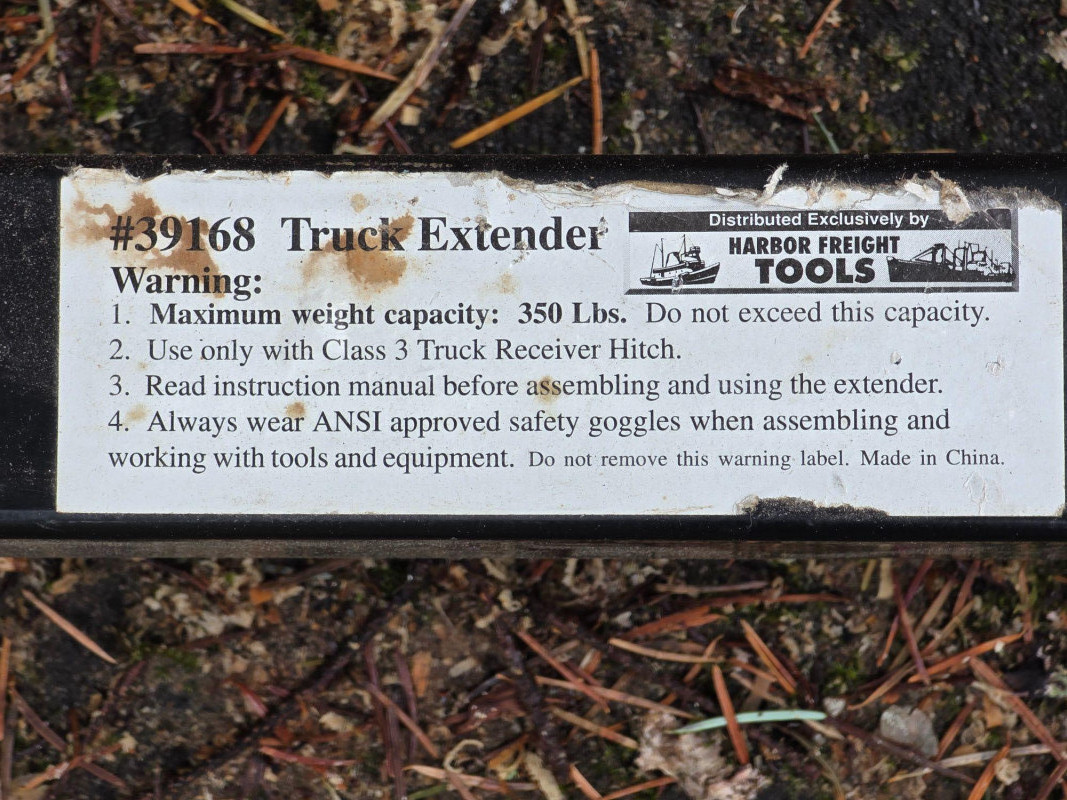 #39168 Truck Extender
Distributed Exclusively by
HARBOR FREIGHT
TOOLS
Warning:
1. Maximum weight capacity: 350 Lbs. Do not exceed this capacity.
2. Use only with Class 3 Truck Receiver Hitch.
3. Read instruction manual before assembling and using the extender.
4. Always wear ANSI approved safety goggles when assembling and
working with tools and equipment. Do not remove this warning label. Made in China.